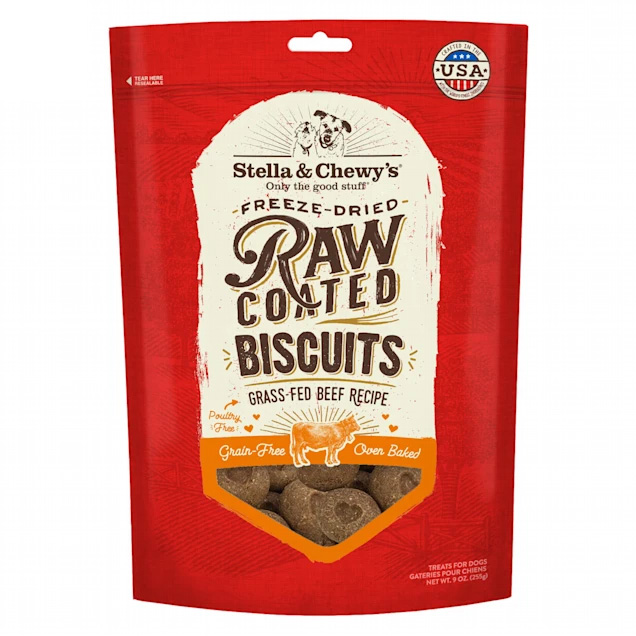 TEAR HERE
RESEALABLE
CRAFTED IN THE
USA
Stella & Chewy's®
Only the good stuff®
FREEZE-DRIED
RAW
COATED
BISCUITS
GRASS-FED BEEF RECIPE
Poultry
Free
Grain-Free Oven Baked
TREATS FOR DOGS
GATERIES POUR CHIENS
NET WT. 9 OZ. (255g)